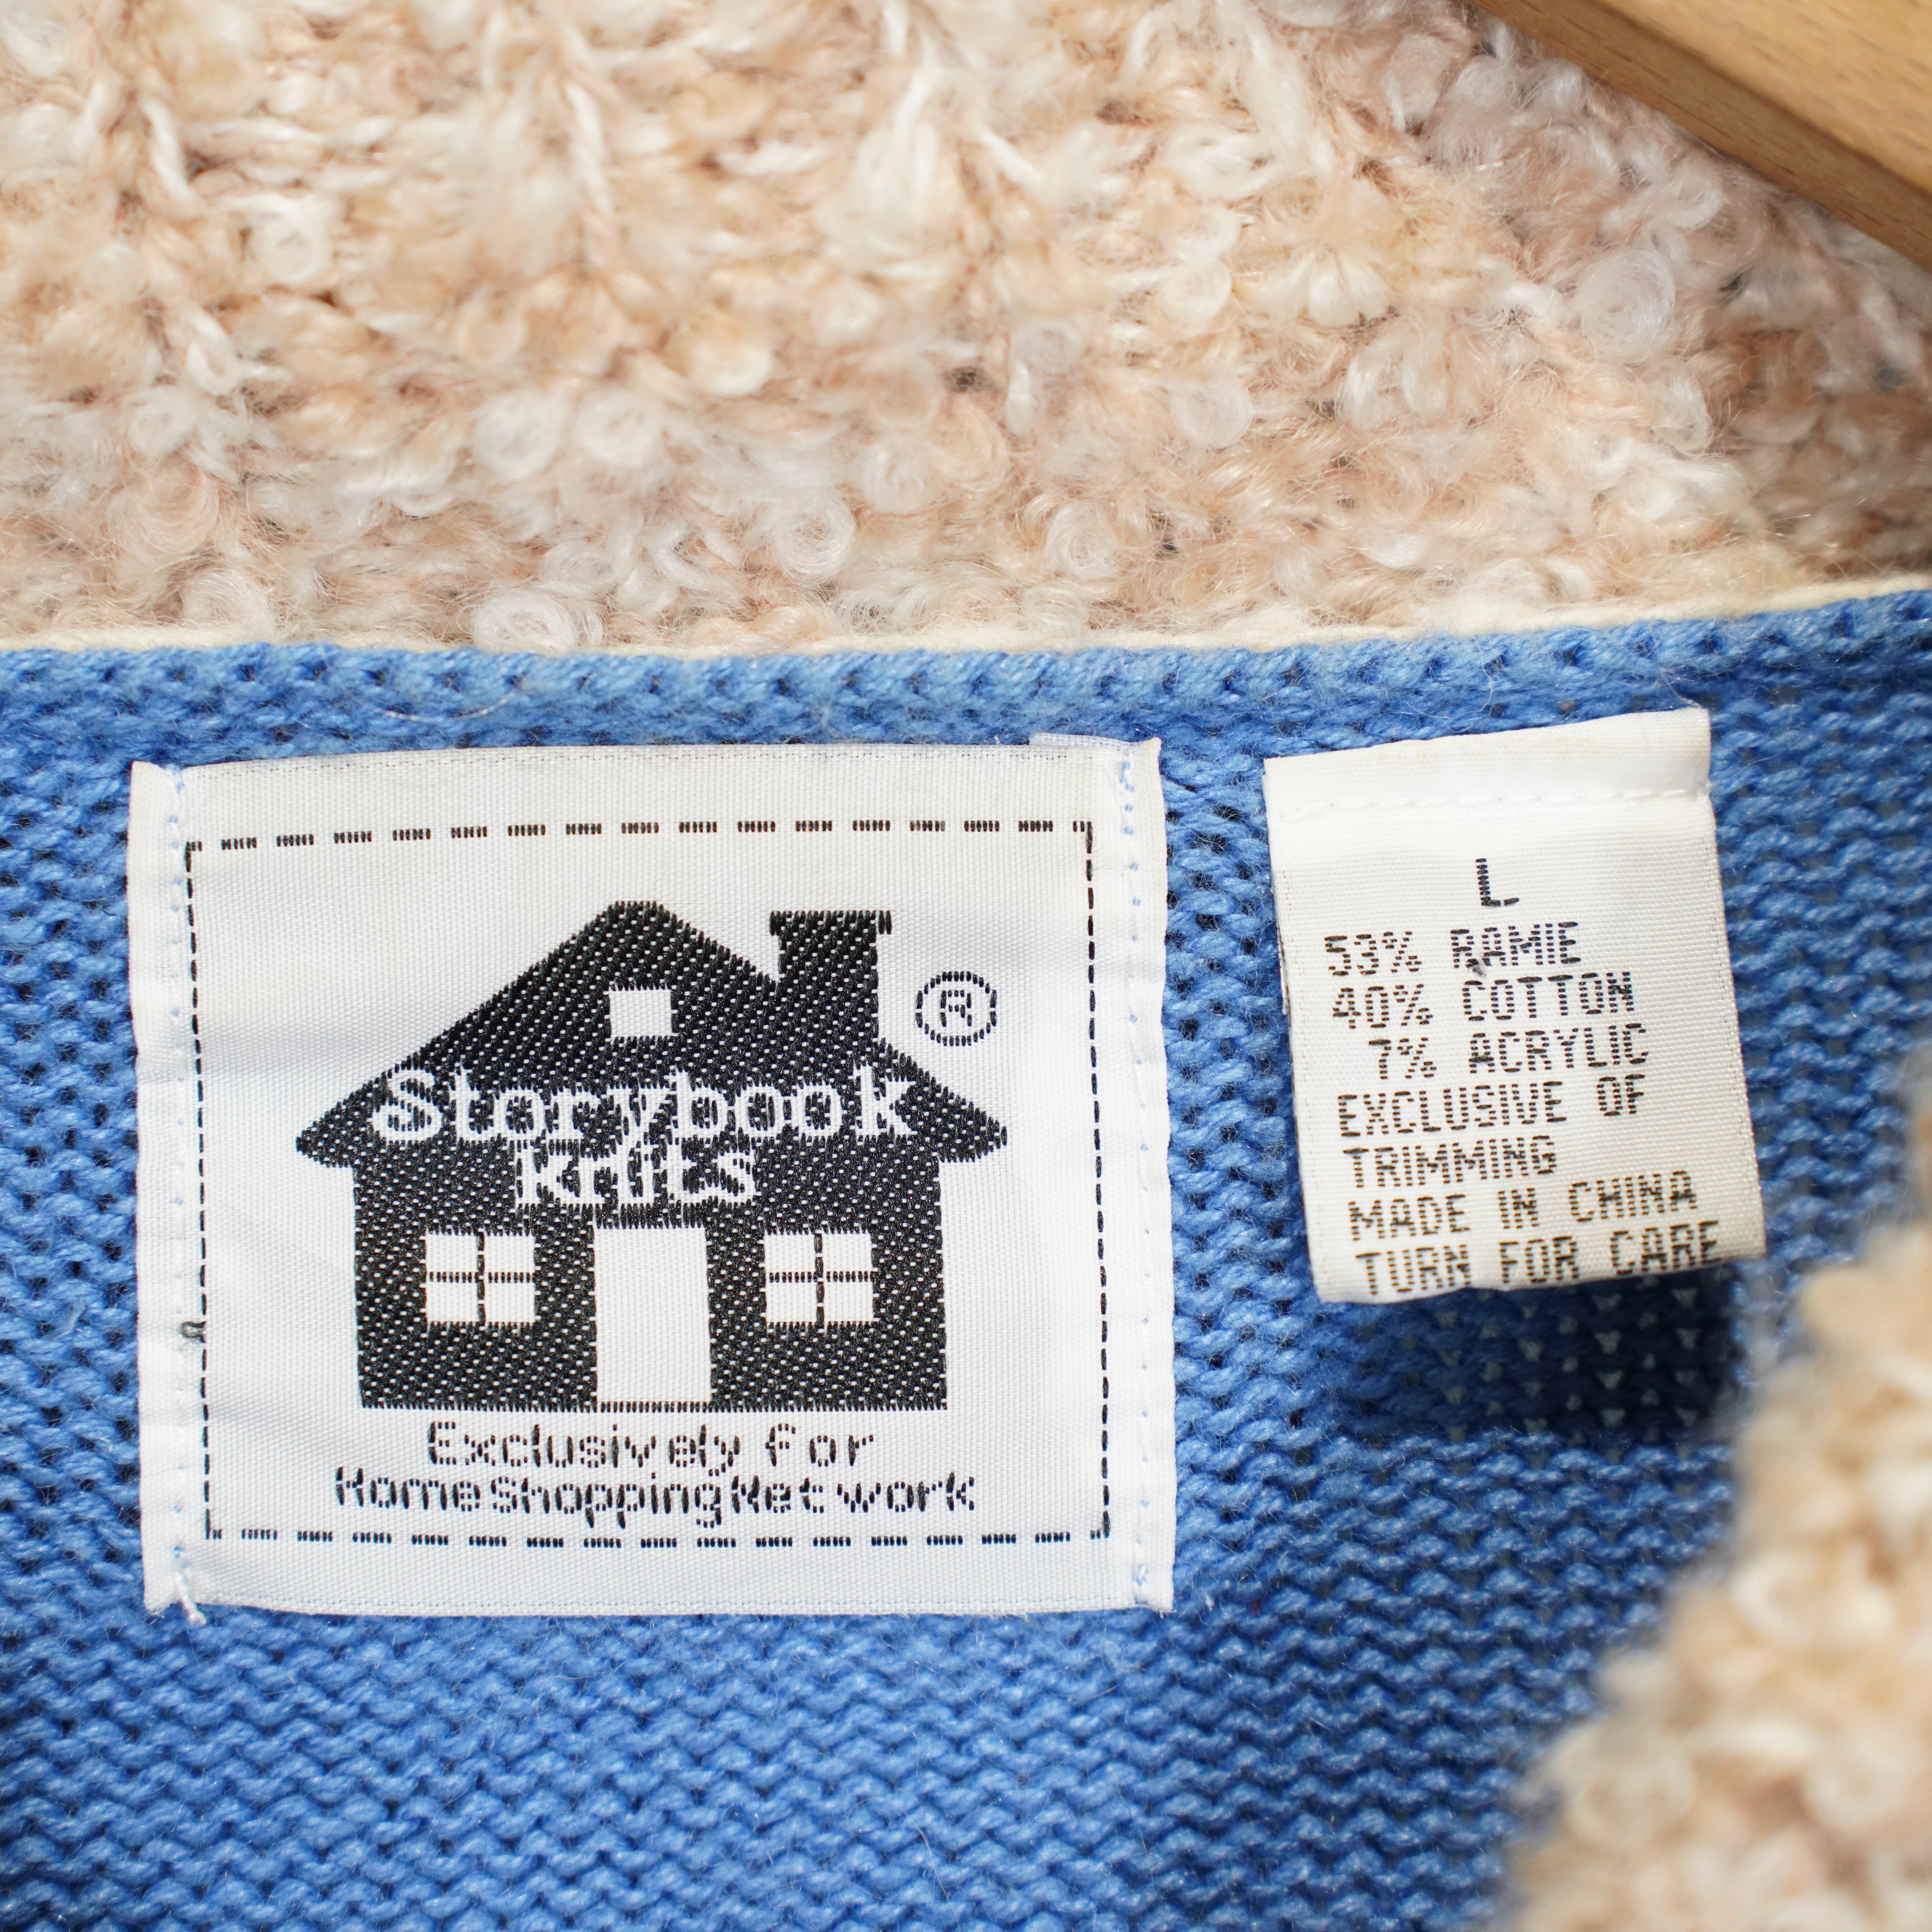 Storybook
Knits
®
Exclusively for
Home Shopping Network
L
53% RAMIE
40% COTTON
7% ACRYLIC
EXCLUSIVE OF
TRIMMING
MADE IN CHINA
TURN FOR CARE